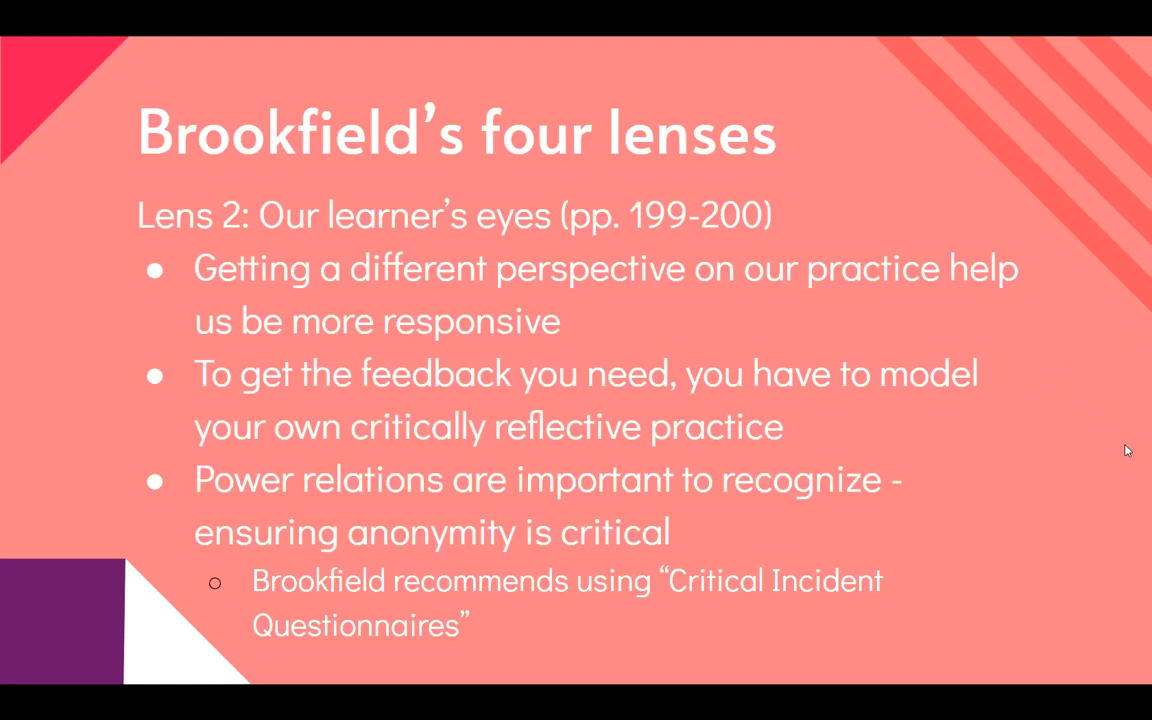 Brookfield’s four lenses
Lens 2: Our learner’s eyes (pp. 199-200)
● Getting a different perspective on our practice help
us be more responsive
● To get the feedback you need, you have to model
your own critically reflective practice
● Power relations are important to recognize -
ensuring anonymity is critical
○ Brookfield recommends using “Critical Incident
Questionnaires”